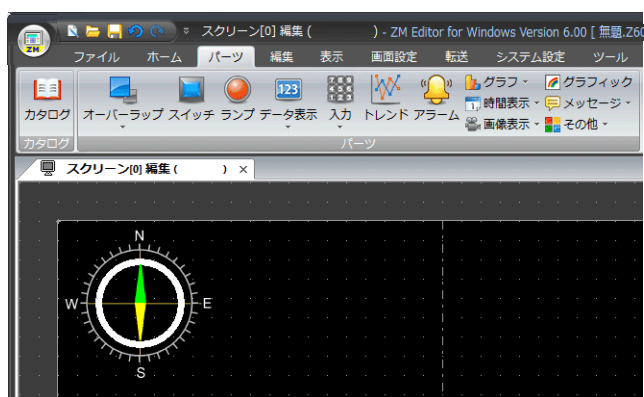 ZM
スクリーン[0] 編集 ( ) - ZM Editor for Windows Version 6.00 [ 無題.Z60
ファイル ホーム パーツ 編集 表示 画面設定 転送 システム設定 ツール
カタログ オーバーラップ スイッチ ランプ 123 データ表示 入力 トレンド アラーム グラフ グラフィック
時間表示 メッセージ
画像表示 その他
カタログ パーツ
スクリーン[0] 編集 ( ) ×
N
W E
S